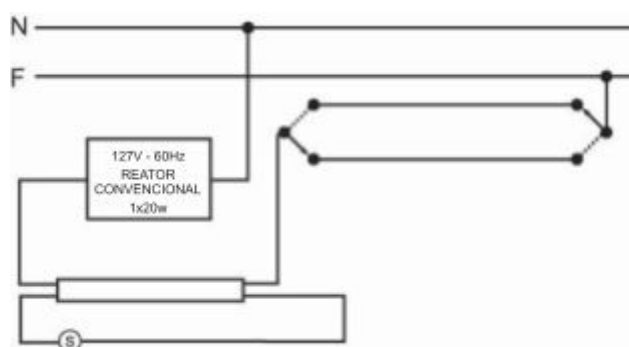 N
F
127V - 60Hz
REATOR
CONVENCIONAL
1x20w
S